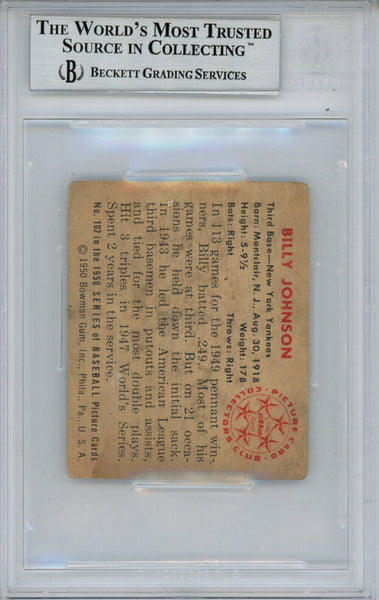 THE WORLD'S MOST TRUSTED
SOURCE IN COLLECTING™
B BECKETT GRADING SERVICES
BILLY JOHNSON
Third Base—New York Yankees
Born: Montclair, N. J., Aug. 30, 1918
Height: 5-9½ Weight: 178
Bats: Right Throws: Right
In 113 games for the 1949 pennant win-
ners, Billy batted .249. Most of his
games were at third. But on 21 occa-
sions he held down the initial sack.
In 1943 he led the American League
third basemen in putouts and assists,
and tied for the most double plays.
Hit 3 triples in 1947 World's Series.
Spent 2 years in the service.
No. 102 in the 1950 SERIES of BASEBALL Picture Cards
© 1950 Bowman Gum, Inc., Phila., Pa., U. S. A.
PICTURE CARD
COLLECTORS CLUB
BOWMAN